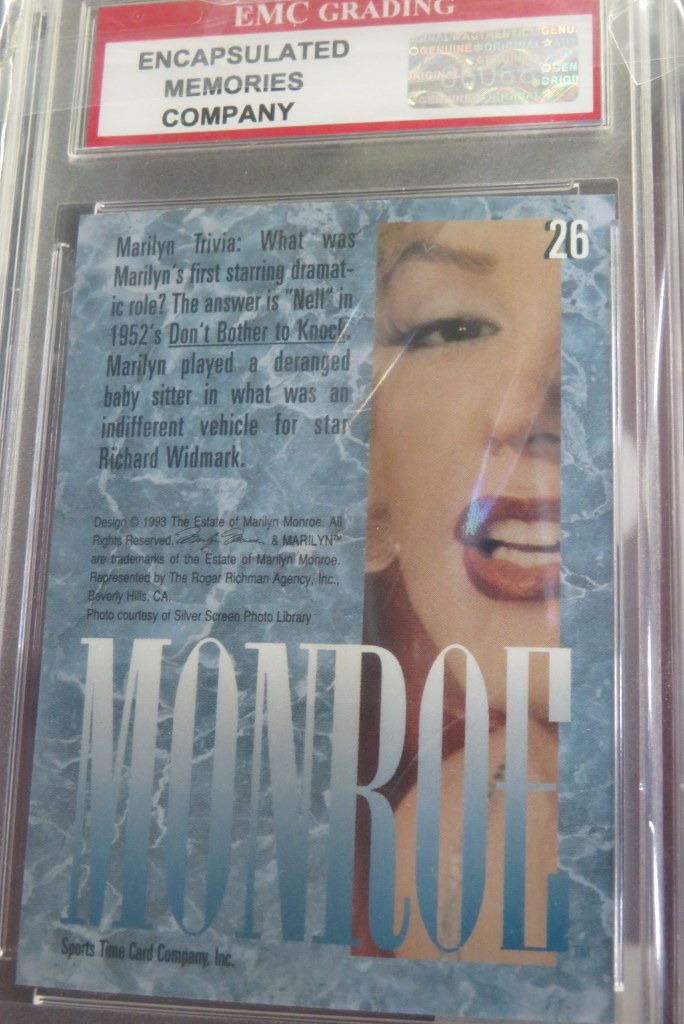 EMC GRADING
ENCAPSULATED
MEMORIES
COMPANY
26
Marilyn Trivia: What was
Marilyn's first starring dramat-
ic role? The answer is "Nell" in
1952's Don't Bother to Knock.
Marilyn played a deranged
baby sitter in what was an
indifferent vehicle for star
Richard Widmark.
Design © 1993 The Estate of Marilyn Monroe. All
Rights Reserved. Marilyn Monroe & MARILYN™
are trademarks of the Estate of Marilyn Monroe.
Represented by The Roger Richman Agency, Inc.,
Beverly Hills, CA.
Photo courtesy of Silver Screen Photo Library
MONROE™
Sports Time Card Company, Inc.